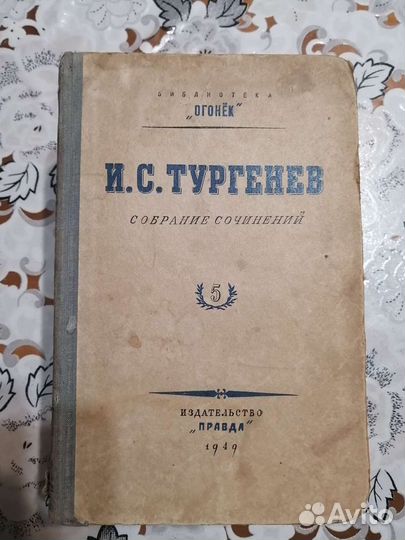 БИБЛИОТЕКА
„ОГОНЁК"
И.С.ТУРГЕНЕВ
СОБРАНИЕ СОЧИНЕНИЙ
5
ИЗДАТЕЛЬСТВО
„ПРАВДА"
1949
Avito